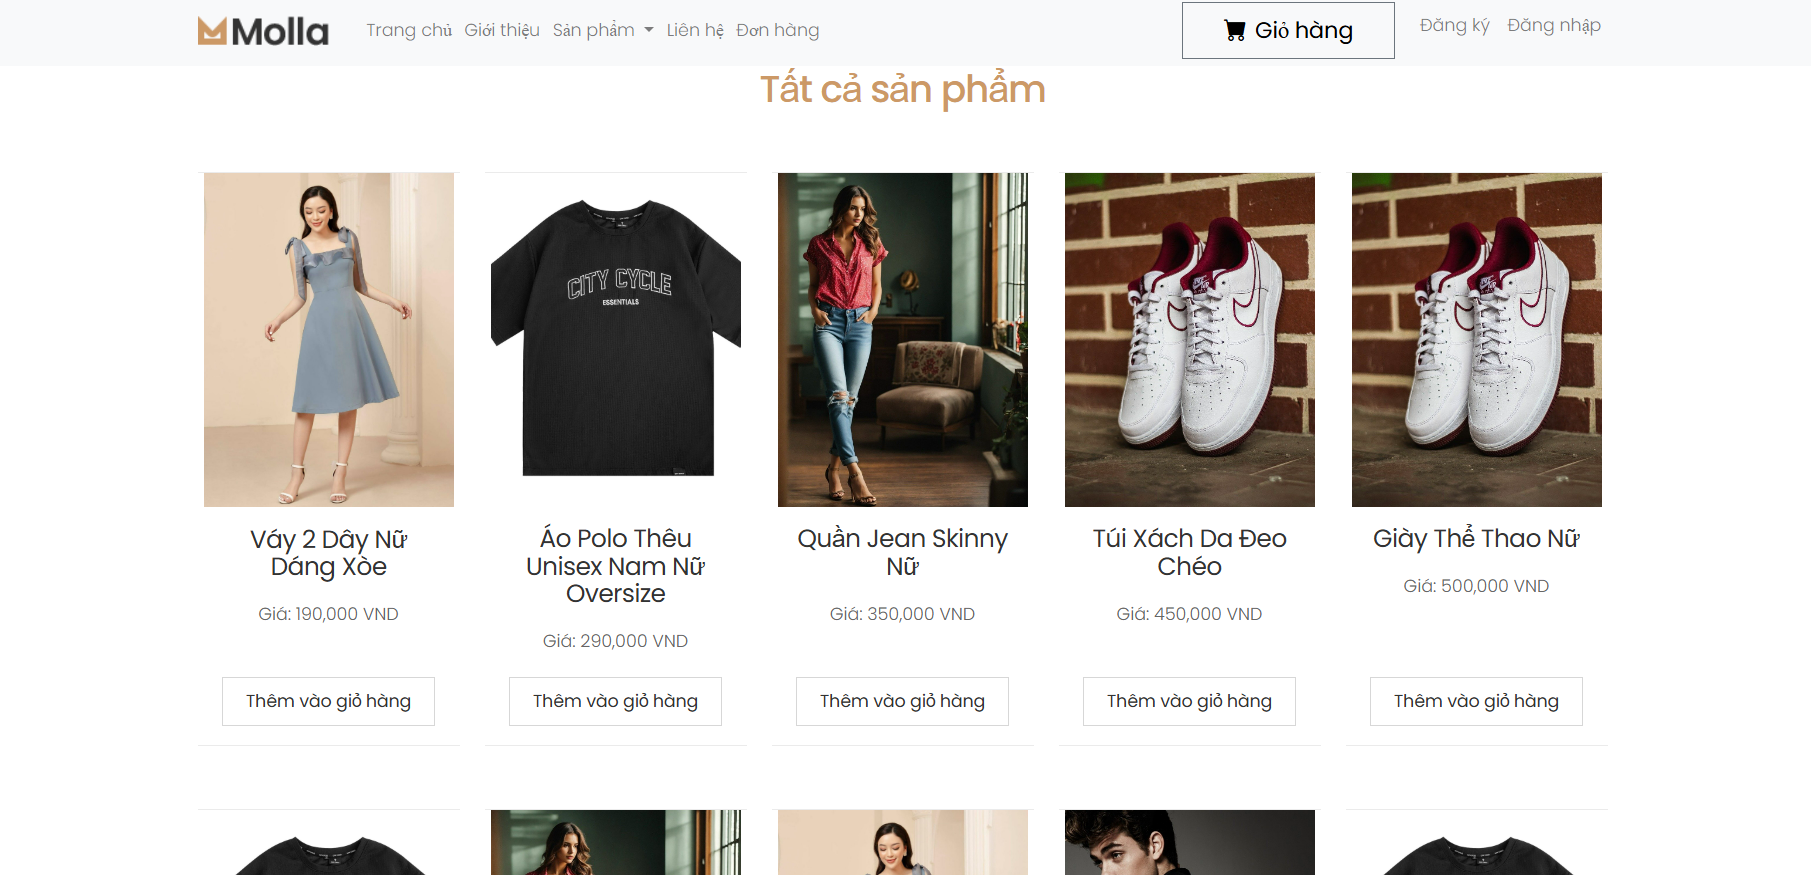 Molla
Trang chủ Giới thiệu Sản phẩm Liên hệ Đơn hàng
Giỏ hàng
Đăng ký Đăng nhập
Tất cả sản phẩm
CITY CYCLE
ESSENTIALS
Váy 2 Dây Nữ
Dáng Xòe
Giá: 190,000 VND
Thêm vào giỏ hàng
Áo Polo Thêu
Unisex Nam Nữ
Oversize
Giá: 290,000 VND
Thêm vào giỏ hàng
Quần Jean Skinny
Nữ
Giá: 350,000 VND
Thêm vào giỏ hàng
Túi Xách Da Đeo
Chéo
Giá: 450,000 VND
Thêm vào giỏ hàng
Giày Thể Thao Nữ
Giá: 500,000 VND
Thêm vào giỏ hàng